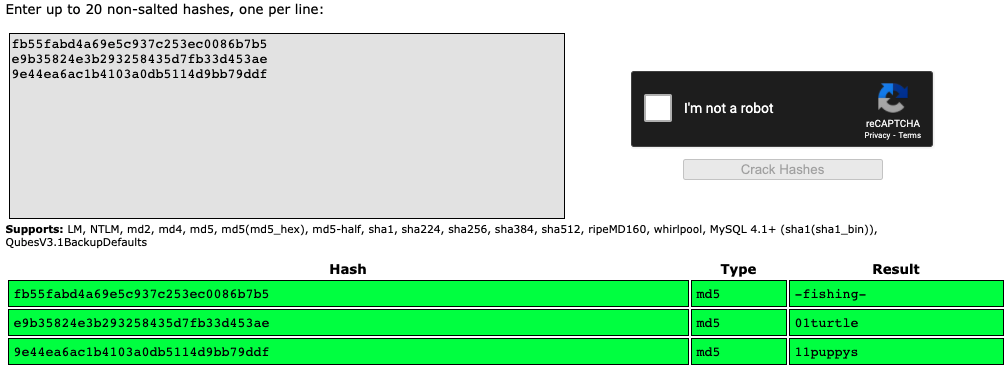 Enter up to 20 non-salted hashes, one per line:
fb55fabd4a69e5c937c253ec0086b7b5
e9b35824e3b293258435d7fb33d453ae
9e44ea6ac1b4103a0db5114d9bb79ddf
I'm not a robot
reCAPTCHA
Privacy - Terms
Crack Hashes
Supports: LM, NTLM, md2, md4, md5, md5(md5_hex), md5-half, sha1, sha224, sha256, sha384, sha512, ripeMD160, whirlpool, MySQL 4.1+ (sha1(sha1_bin)),
QubesV3.1BackupDefaults
Hash Type Result
fb55fabd4a69e5c937c253ec0086b7b5 md5 -fishing-
e9b35824e3b293258435d7fb33d453ae md5 01turtle
9e44ea6ac1b4103a0db5114d9bb79ddf md5 11puppys